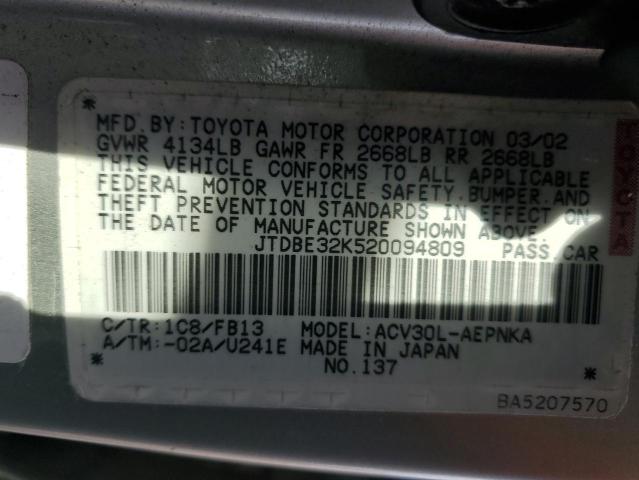 *
MFD.BY:TOYOTA MOTOR CORPORATION 03/02
GVWR 4134LB GAWR FR 2668LB RR 2668LB
THIS VEHICLE CONFORMS TO ALL APPLICABLE
FEDERAL MOTOR VEHICLE SAFETY.BUMPER.AND
THEFT PREVENTION STANDARDS IN EFFECT ON
THE DATE OF MANUFACTURE SHOWN ABOVE.
JTDBE32K520094809 PASS.CAR
C/TR:1C8/FB13 MODEL:ACV30L-AEPNKA
A/TM:-02A/U241E MADE IN JAPAN
NO.137
* *
BA5207570
TOYOTA